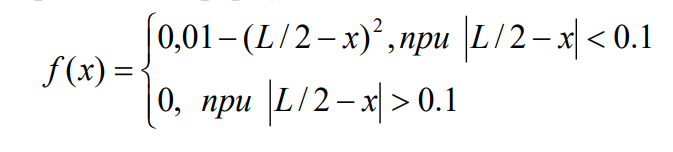 0,01 − (L / 2 − x)², при |L / 2 − x| < 0.1
f(x) = {
0, при |L / 2 − x| > 0.1